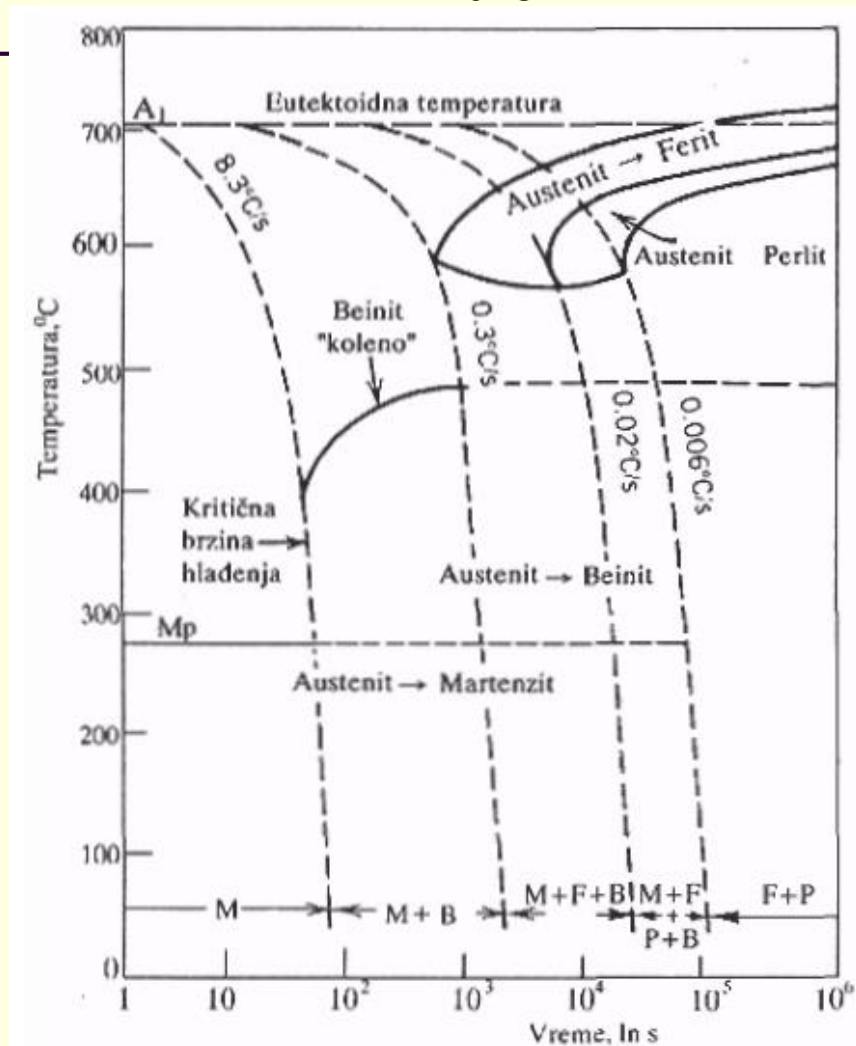 800
A1
Eutektoidna temperatura
700
8.3°C/s
Austenit → Ferit
600
Austenit Perlit
Beinit
"koleno"
0.3°C/s
Temperatura,⁰C
500
0.02°C/s
0.006°C/s
400
Kritična
brzina
hlađenja
Austenit → Beinit
300
Mp
Austenit → Martenzit
200
100
M
M+B
M+F+B
M+F
+
P+B
F+P
0
1
10
10²
10³
10⁴
10⁵
10⁶
Vreme, ln s